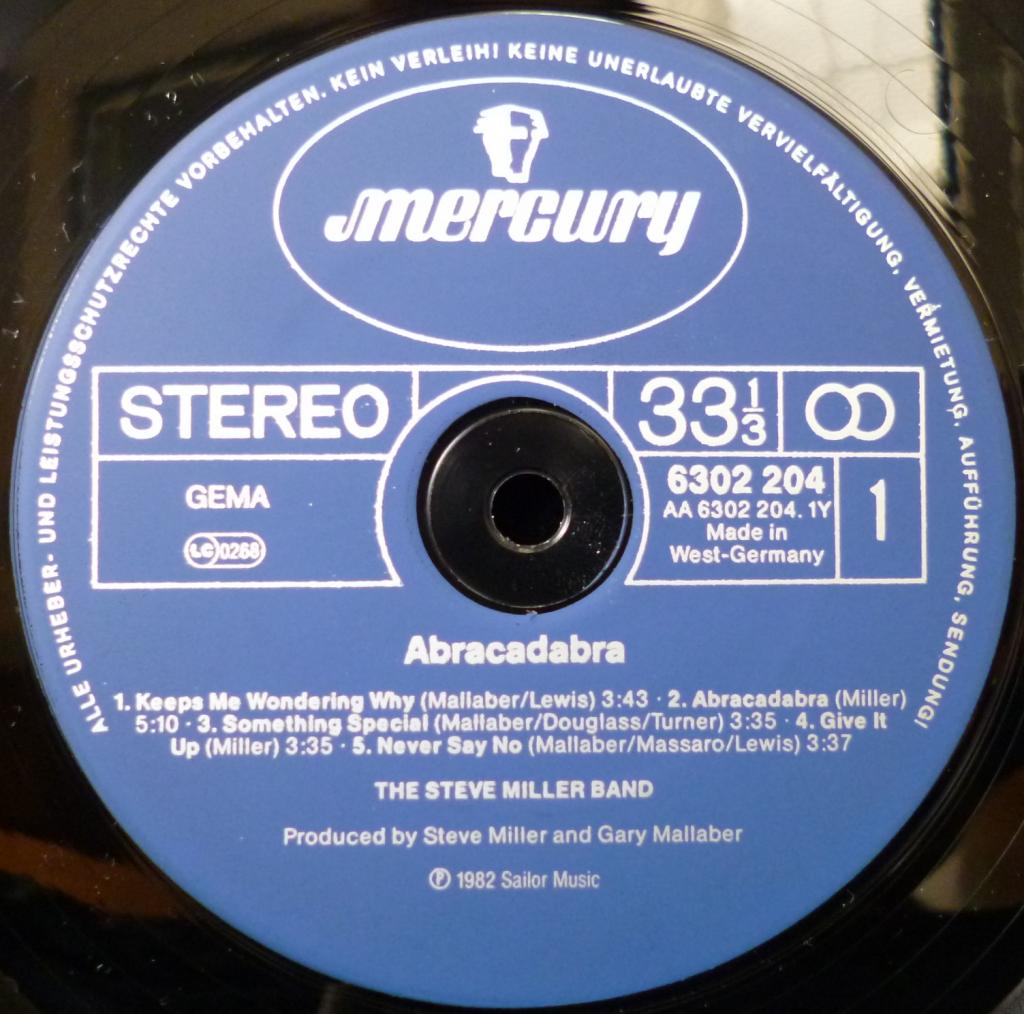 ALLE URHEBER- UND LEISTUNGSSCHUTZRECHTE VORBEHALTEN. KEIN VERLEIH! KEINE UNERLAUBTE VERVIELFÄLTIGUNG, VERMIETUNG, AUFFÜHRUNG, SENDUNG!
mercury
STEREO
33 1/3
GEMA
LC 0268
6302 204
AA 6302 204. 1Y
Made in
West-Germany
1
Abracadabra
1. Keeps Me Wondering Why (Mallaber/Lewis) 3:43 · 2. Abracadabra (Miller)
5:10 · 3. Something Special (Mallaber/Douglass/Turner) 3:35 · 4. Give It
Up (Miller) 3:35 · 5. Never Say No (Mallaber/Massaro/Lewis) 3:37
THE STEVE MILLER BAND
Produced by Steve Miller and Gary Mallaber
℗ 1982 Sailor Music